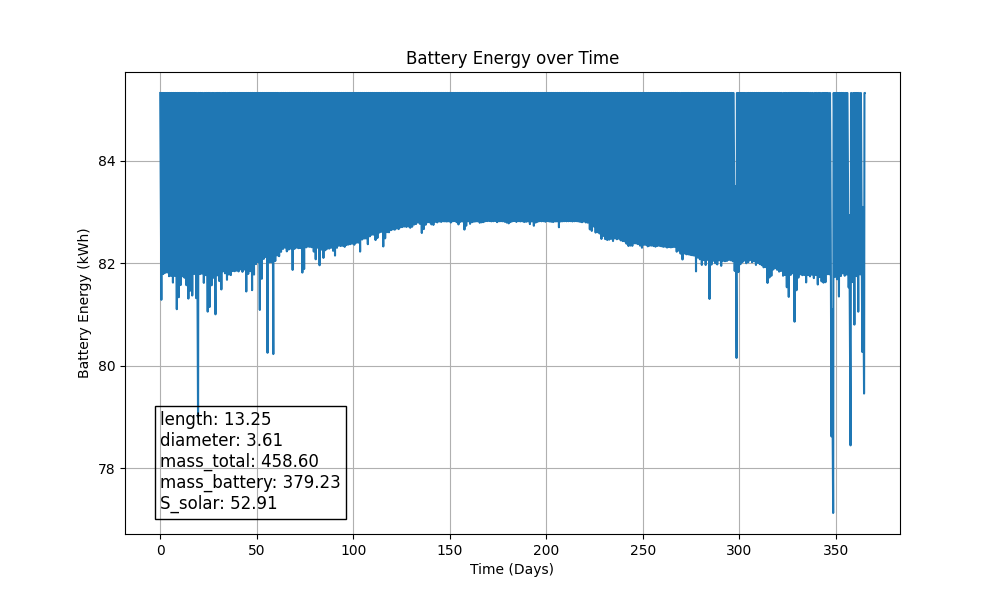 Battery Energy over Time
Battery Energy (kWh)
84
82
80
78
length: 13.25
diameter: 3.61
mass_total: 458.60
mass_battery: 379.23
S_solar: 52.91
0 50 100 150 200 250 300 350
Time (Days)